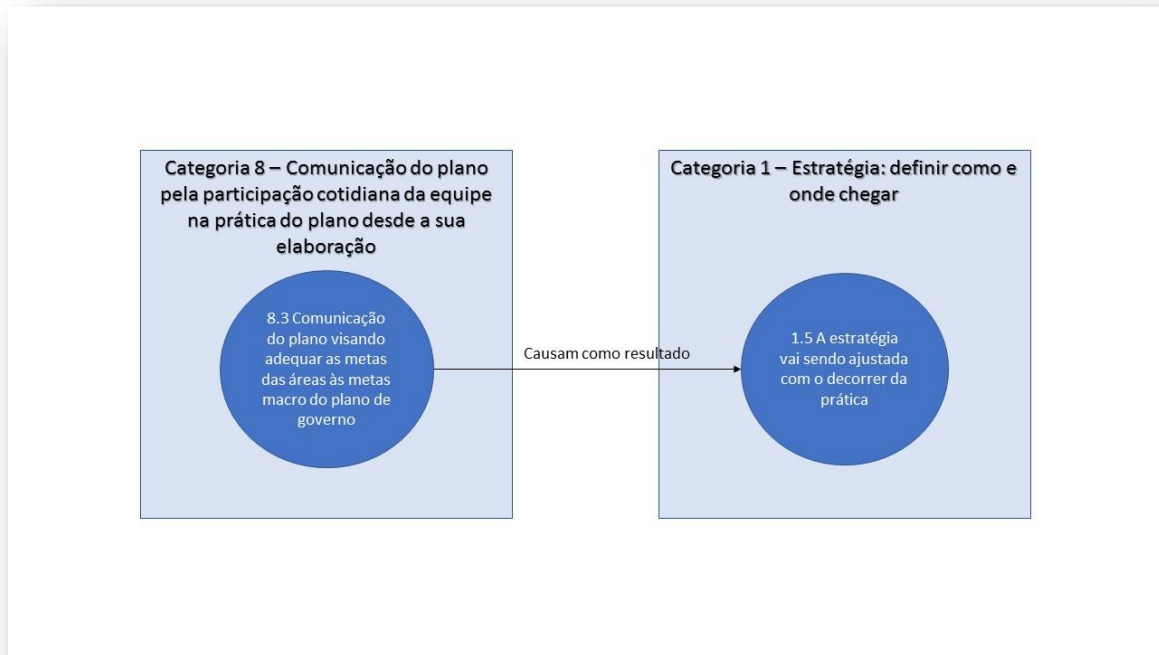 Categoria 8 – Comunicação do plano
pela participação cotidiana da equipe
na prática do plano desde a sua
elaboração
8.3 Comunicação
do plano visando
adequar as metas
das áreas às metas
macro do plano de
governo
Causam como resultado
Categoria 1 – Estratégia: definir como e
onde chegar
1.5 A estratégia
vai sendo ajustada
com o decorrer da
prática